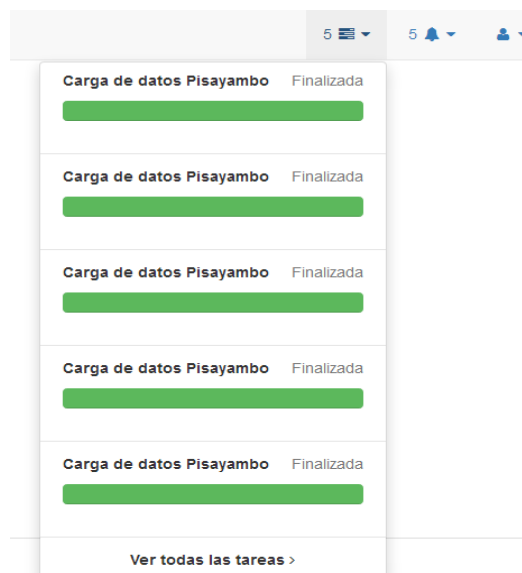 5 5
Carga de datos Pisayambo Finalizada
Carga de datos Pisayambo Finalizada
Carga de datos Pisayambo Finalizada
Carga de datos Pisayambo Finalizada
Carga de datos Pisayambo Finalizada
Ver todas las tareas >